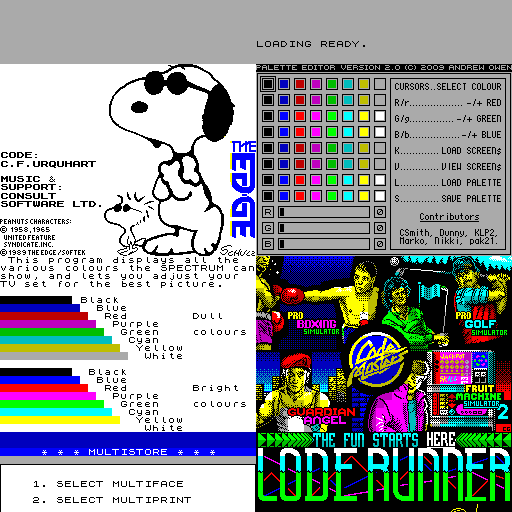 LOADING READY.
CODE:
C.F.URQUHART
MUSIC &
SUPPORT:
CONSULT
SOFTWARE LTD.
PEANUTS CHARACTERS:
© 1958,1965
UNITED FEATURE
SYNDICATE.INC.
© 1989 THE EDGE/SOFTEK
THE
EDGE
SCHULZ
PALETTE EDITOR VERSION 2.0 (C) 2009 ANDREW OWEN
CURSORS..SELECT COLOUR
R/r................ -/+ RED
G/g.............. -/+ GREEN
B/b............... -/+ BLUE
K......... LOAD SCREEN$
V......... VIEW SCREEN$
L......... LOAD PALETTE
S......... SAVE PALETTE
R 0
G 0
B 0
Contributors
CSmith, Dunny, KLP2,
Marko, Nikki, pak21.
This program displays all the
various colours the SPECTRUM can
show, and lets you adjust your
TV set for the best picture.
Black
Blue
Red Dull
Purple
Green colours
Cyan
Yellow
White
Black
Blue
Red Bright
Purple
Green colours
Cyan
Yellow
White
* * * MULTISTORE * * *
1. SELECT MULTIFACE
2. SELECT MULTIPRINT
PRO
BOXING
SIMULATOR
PRO
GOLF
SIMULATOR
Code
Masters
GUARDIAN
ANGEL
FRUIT
MACHINE
SIMULATOR
2
THE FUN STARTS HERE
LODE RUNNER